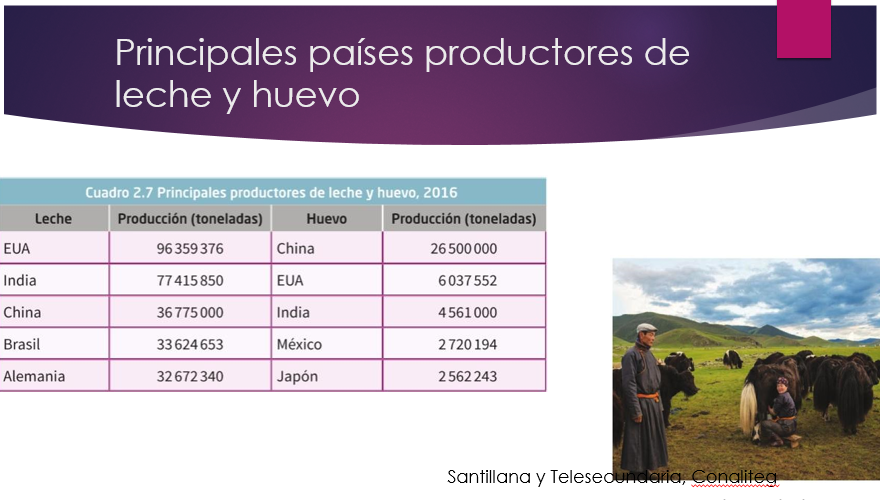 Principales países productores de
leche y huevo
Cuadro 2.7 Principales productores de leche y huevo, 2016
Leche Producción (toneladas) Huevo Producción (toneladas)
EUA 96 359 376 China 26 500 000
India 77 415 850 EUA 6 037 552
China 36 775 000 India 4 561 000
Brasil 33 624 653 México 2 720 194
Alemania 32 672 340 Japón 2 562 243
Santillana y Telesecundaria, Conaliteg